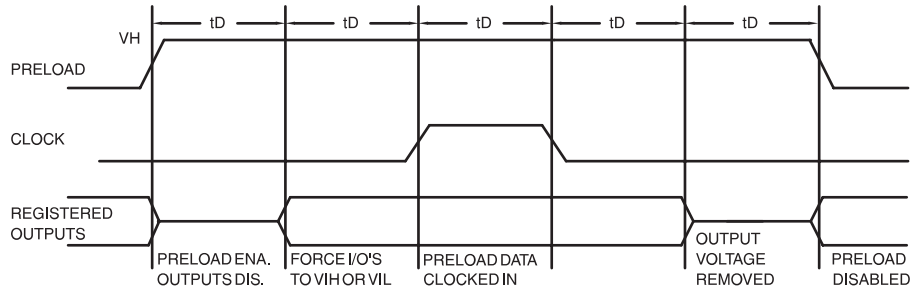 tD tD tD tD tD
VH
PRELOAD
CLOCK
REGISTERED
OUTPUTS
PRELOAD ENA.
OUTPUTS DIS.
FORCE I/O'S
TO VIH OR VIL
PRELOAD DATA
CLOCKED IN
OUTPUT
VOLTAGE
REMOVED
PRELOAD
DISABLED